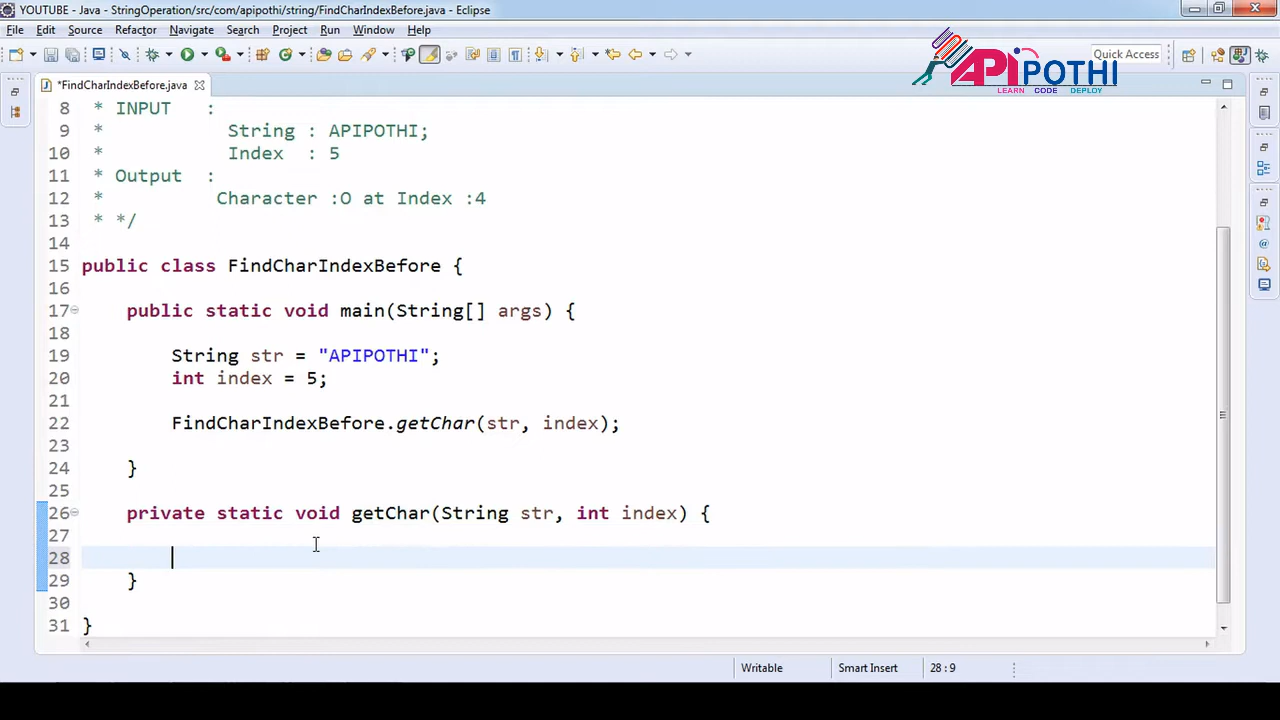 YOUTUBE - Java - StringOperation/src/com/apipothi/string/FindCharIndexBefore.java - Eclipse
File Edit Source Refactor Navigate Search Project Run Window Help
Quick Access
APIPOTHI
LEARN CODE DEPLOY
*FindCharIndexBefore.java
8 * INPUT :
9 * String : APIPOTHI;
10 * Index : 5
11 * Output :
12 * Character :O at Index :4
13 * */
14
15 public class FindCharIndexBefore {
16
17 public static void main(String[] args) {
18
19 String str = "APIPOTHI";
20 int index = 5;
21
22 FindCharIndexBefore.getChar(str, index);
23
24 }
25
26 private static void getChar(String str, int index) {
27
28
29 }
30
31 }
Writable Smart Insert 28 : 9